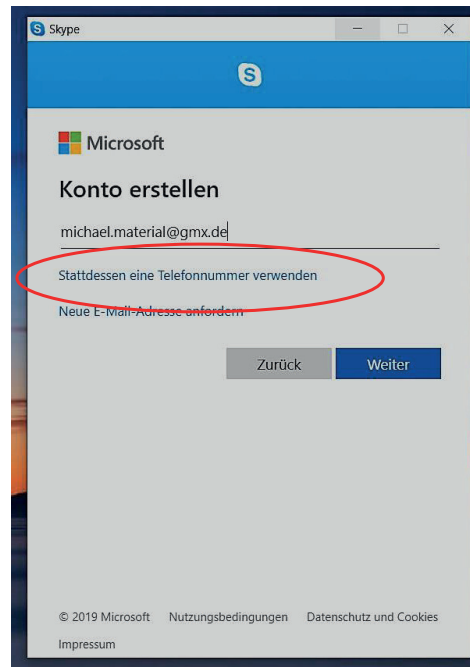 Skype
Microsoft
Konto erstellen
michael.material@gmx.de
Stattdessen eine Telefonnummer verwenden
Neue E-Mail-Adresse anfordern
Zurück Weiter
© 2019 Microsoft Nutzungsbedingungen Datenschutz und Cookies
Impressum